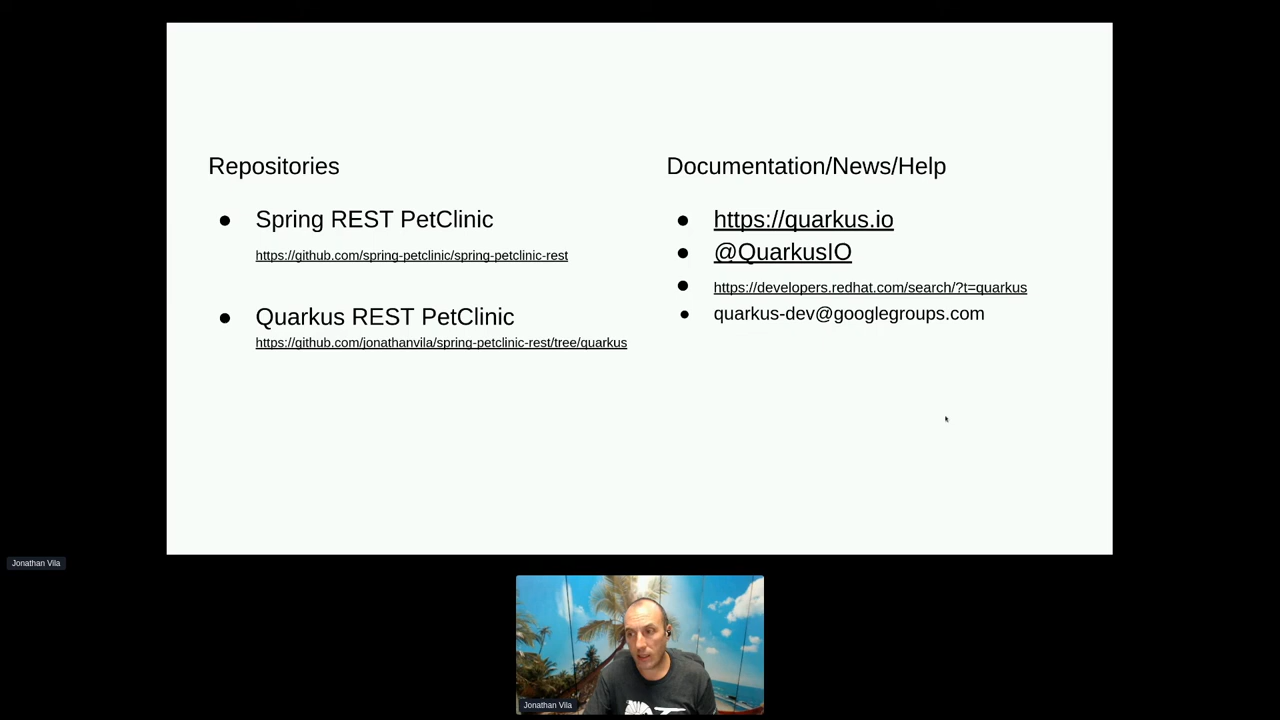 Repositories
Spring REST PetClinic
https://github.com/spring-petclinic/spring-petclinic-rest
Quarkus REST PetClinic
https://github.com/jonathanvila/spring-petclinic-rest/tree/quarkus
Documentation/News/Help
https://quarkus.io
@QuarkusIO
https://developers.redhat.com/search/?t=quarkus
quarkus-dev@googlegroups.com
Jonathan Vila
Jonathan Vila